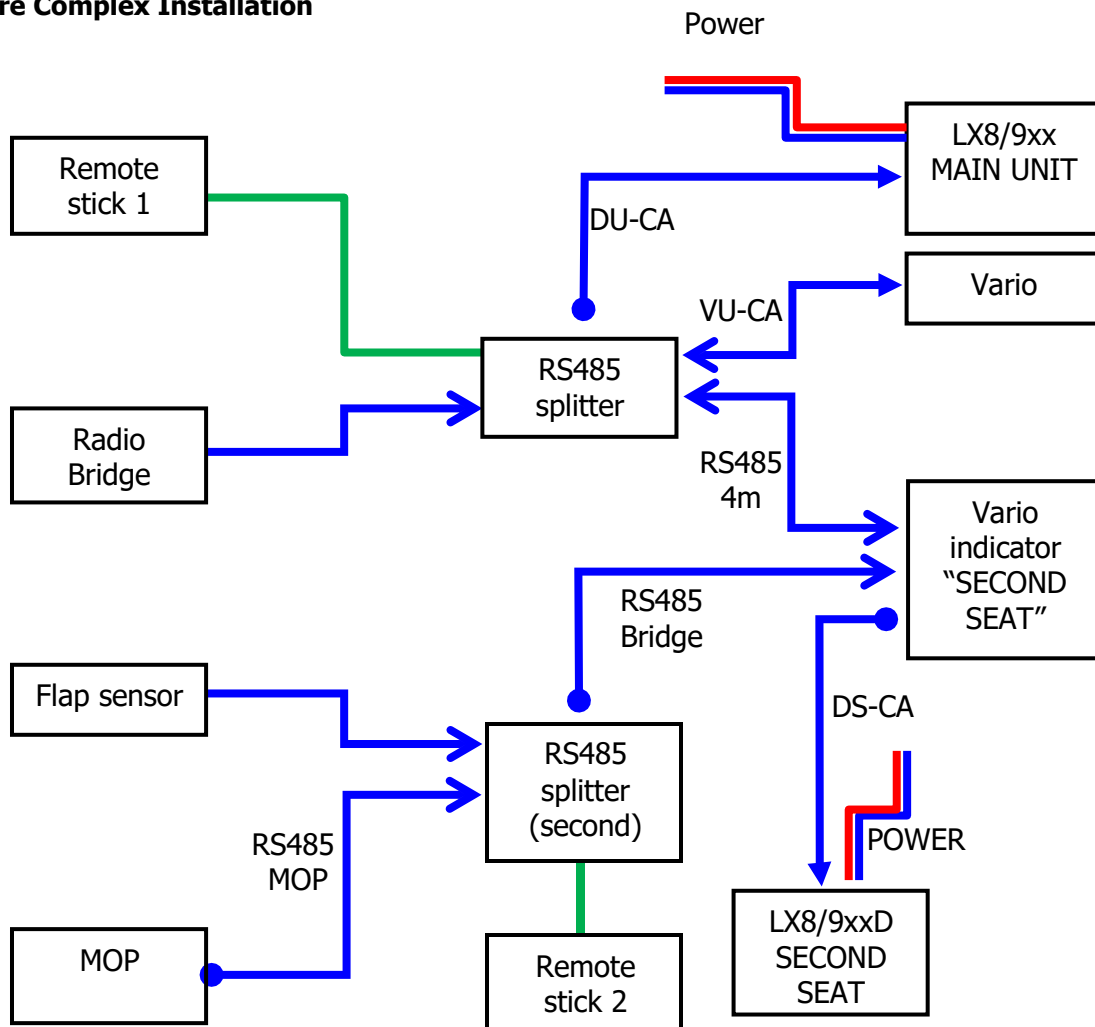 re Complex Installation
Power
LX8/9xx
MAIN UNIT
Remote
stick 1
DU-CA
Vario
VU-CA
RS485
splitter
Radio
Bridge
RS485
4m
Vario
indicator
“SECOND
SEAT”
RS485
Bridge
Flap sensor
DS-CA
RS485
splitter
(second)
RS485
MOP
POWER
MOP
Remote
stick 2
LX8/9xxD
SECOND
SEAT